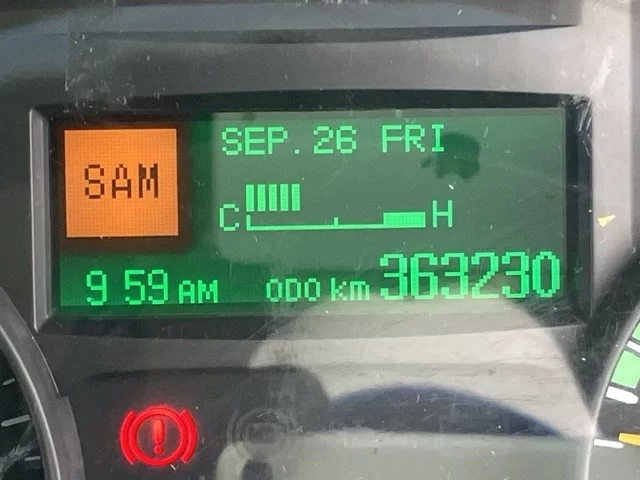 SEP. 26 FRI
SAM
C H
9 59 AM ODO km 363230